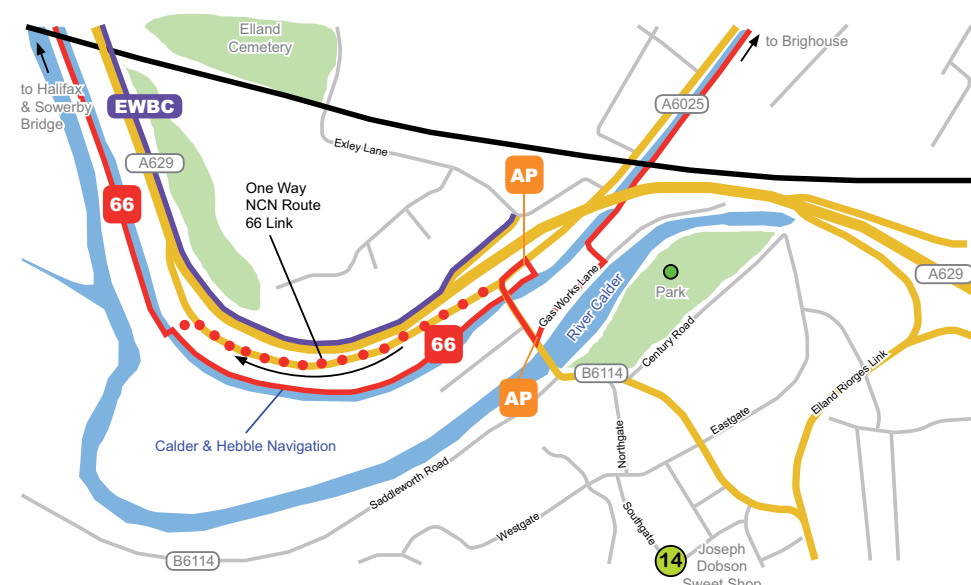 Elland
Cemetery
to Brighouse
to Halifax
& Sowerby
Bridge
EWBC
A6025
A629
Exley Lane
AP
66
One Way
NCN Route
66 Link
A629
Park
Gas Works Lane
River Calder
Century Road
66
B6114
AP
Elland Riorges Link
Calder & Hebble Navigation
Eastgate
Northgate
Saddleworth Road
Westgate
Southgate
B6114
14
Joseph
Dobson
Sweet Shop